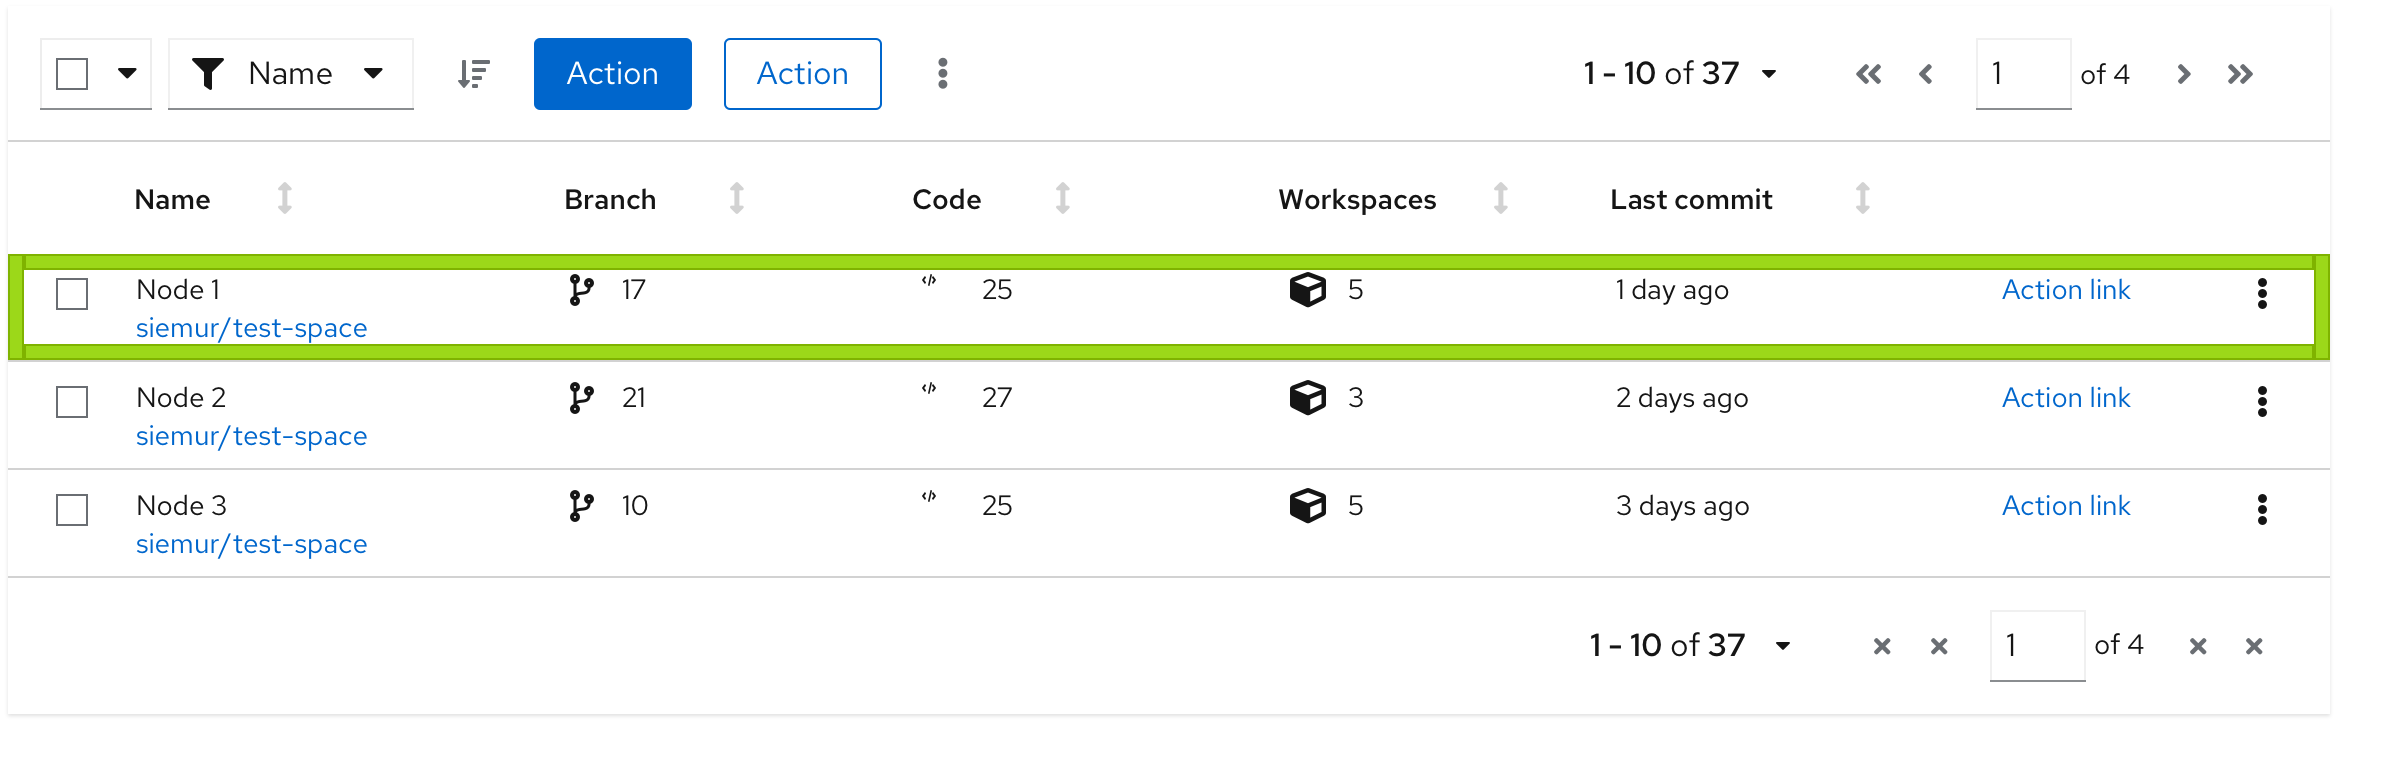 Name Action Action 1 - 10 of 37 1 of 4
Name Branch Code Workspaces Last commit
Node 1 17 25 5 1 day ago Action link
siemur/test-space
Node 2 21 27 3 2 days ago Action link
siemur/test-space
Node 3 10 25 5 3 days ago Action link
siemur/test-space
1 - 10 of 37 1 of 4